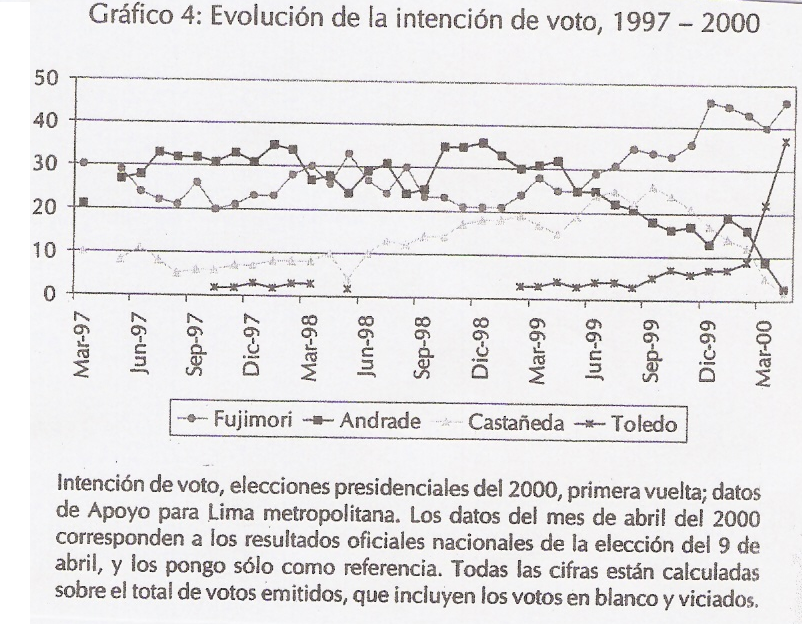 Gráfico 4: Evolución de la intención de voto, 1997 – 2000
50
40
30
20
10
0
Mar-97
Jun-97
Sep-97
Dic-97
Mar-98
Jun-98
Sep-98
Dic-98
Mar-99
Jun-99
Sep-99
Dic-99
Mar-00
Fujimori Andrade Castañeda Toledo
Intención de voto, elecciones presidenciales del 2000, primera vuelta; datos
de Apoyo para Lima metropolitana. Los datos del mes de abril del 2000
corresponden a los resultados oficiales nacionales de la elección del 9 de
abril, y los pongo sólo como referencia. Todas las cifras están calculadas
sobre el total de votos emitidos, que incluyen los votos en blanco y viciados.